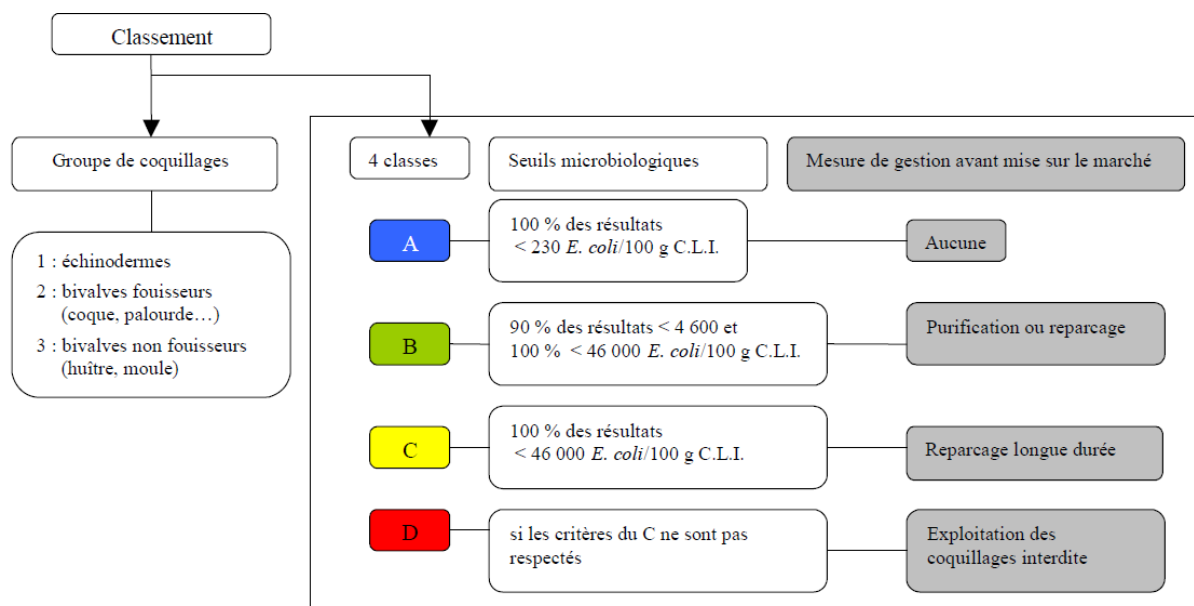 Classement
Groupe de coquillages
4 classes
Seuils microbiologiques
Mesure de gestion avant mise sur le marché
1 : échinodermes
2 : bivalves fouisseurs
(coque, palourde…)
3 : bivalves non fouisseurs
(huître, moule)
A
100 % des résultats
< 230 E. coli/100 g C.L.I.
Aucune
B
90 % des résultats < 4 600 et
100 % < 46 000 E. coli/100 g C.L.I.
Purification ou reparcage
C
100 % des résultats
< 46 000 E. coli/100 g C.L.I.
Reparcage longue durée
D
si les critères du C ne sont pas
respectés
Exploitation des
coquillages interdite